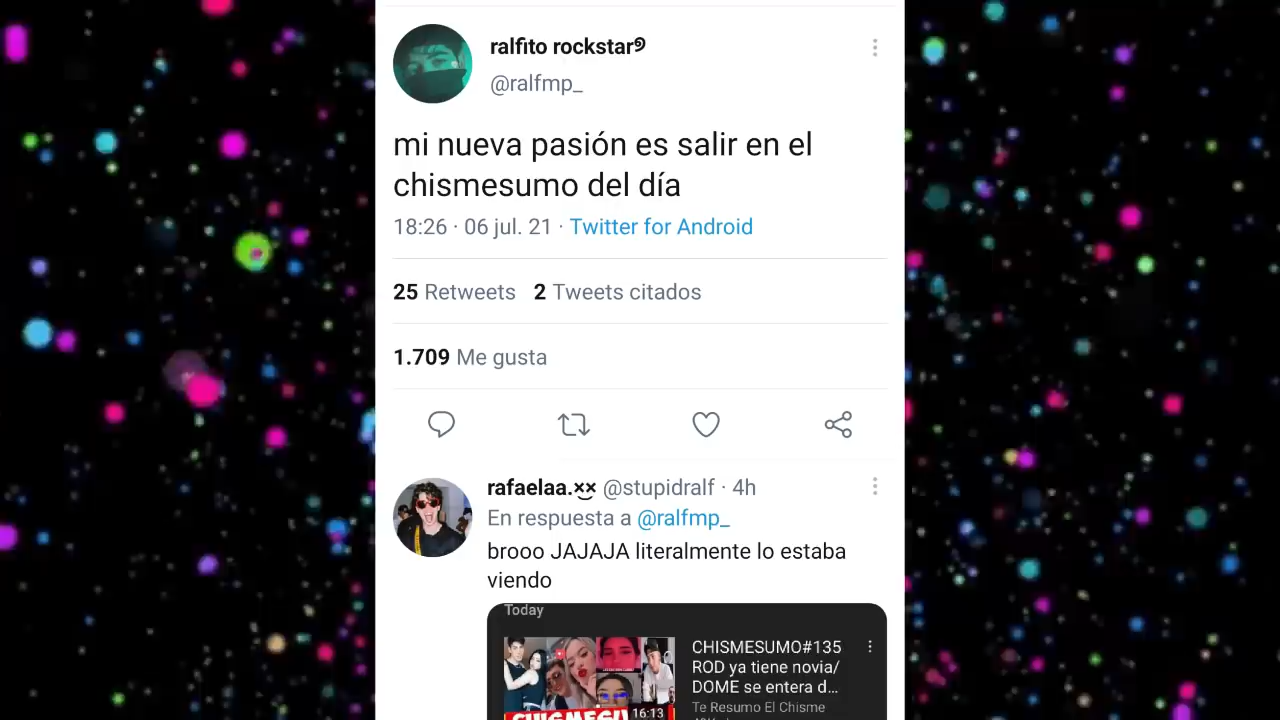 ralfito rockstar୨
@ralfmp_
mi nueva pasión es salir en el
chismesumo del día
18:26 · 06 jul. 21 · Twitter for Android
25 Retweets 2 Tweets citados
1.709 Me gusta
rafaelaa.×͜× @stupidralf · 4h
En respuesta a @ralfmp_
brooo JAJAJA literalmente lo estaba
viendo
Today
CHISMESUMO#135
ROD ya tiene novia/
DOME se entera d...
Te Resumo El Chisme
16:13